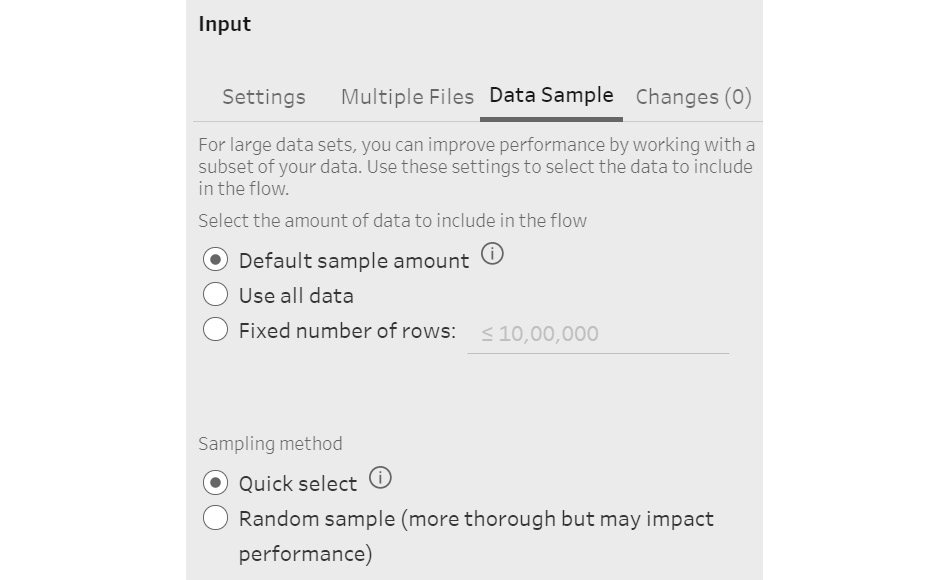 Input
Settings Multiple Files Data Sample Changes (0)
For large data sets, you can improve performance by working with a
subset of your data. Use these settings to select the data to include
in the flow.
Select the amount of data to include in the flow
Default sample amount
Use all data
Fixed number of rows: ≤ 10,00,000
Sampling method
Quick select
Random sample (more thorough but may impact
performance)